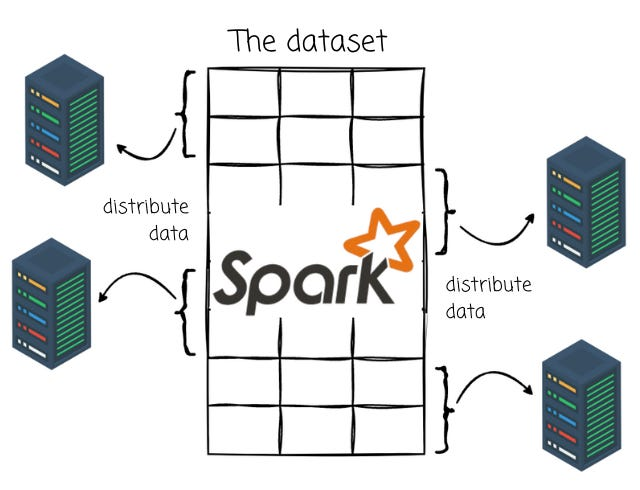 The dataset
distribute
data
Spark
distribute
data